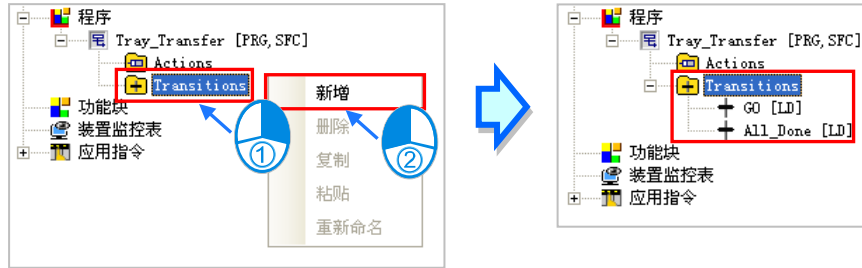 程序
Tray_Transfer [PRG,SFC]
Actions
Transitions
功能块
装置监控表
应用指令
新增
删除
复制
粘贴
重新命名
①
②
程序
Tray_Transfer [PRG,SFC]
Actions
Transitions
GO [LD]
All_Done [LD]
功能块
装置监控表
应用指令